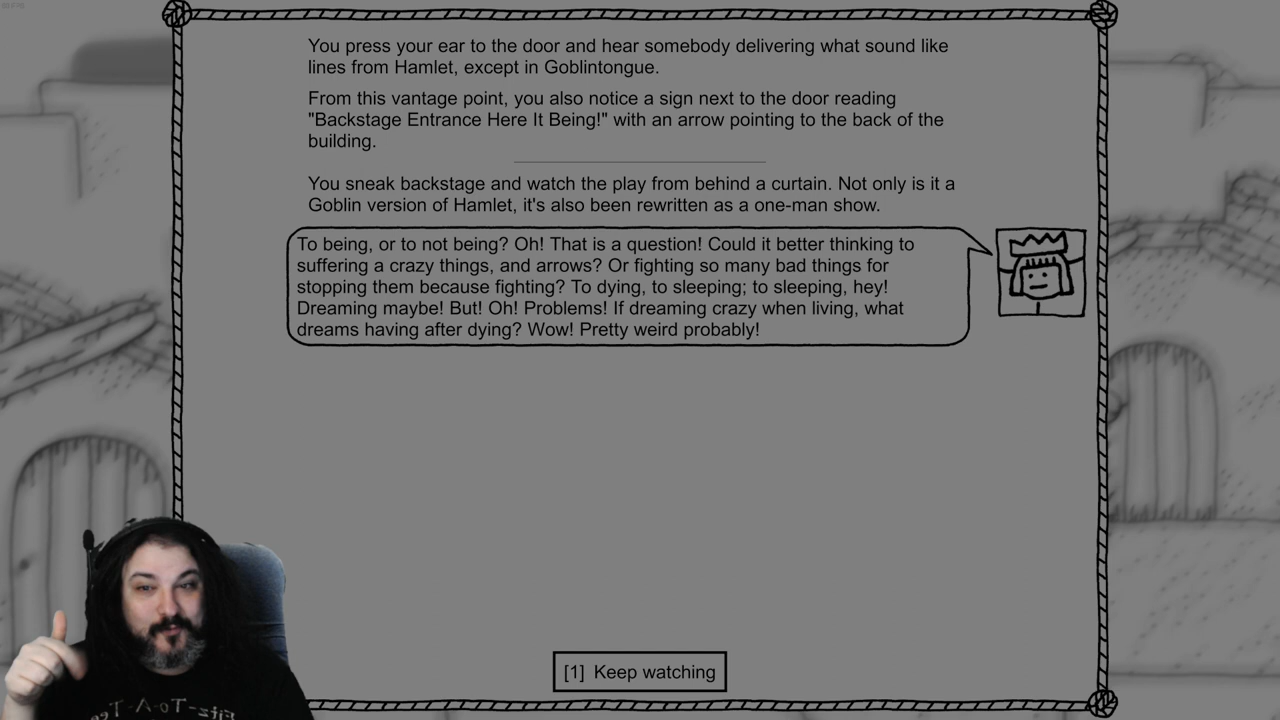 You press your ear to the door and hear somebody delivering what sound like
lines from Hamlet, except in Goblintongue.
From this vantage point, you also notice a sign next to the door reading
"Backstage Entrance Here It Being!" with an arrow pointing to the back of the
building.
You sneak backstage and watch the play from behind a curtain. Not only is it a
Goblin version of Hamlet, it's also been rewritten as a one-man show.
To being, or to not being? Oh! That is a question! Could it better thinking to
suffering a crazy things, and arrows? Or fighting so many bad things for
stopping them because fighting? To dying, to sleeping; to sleeping, hey!
Dreaming maybe! But! Oh! Problems! If dreaming crazy when living, what
dreams having after dying? Wow! Pretty weird probably!
[1] Keep watching